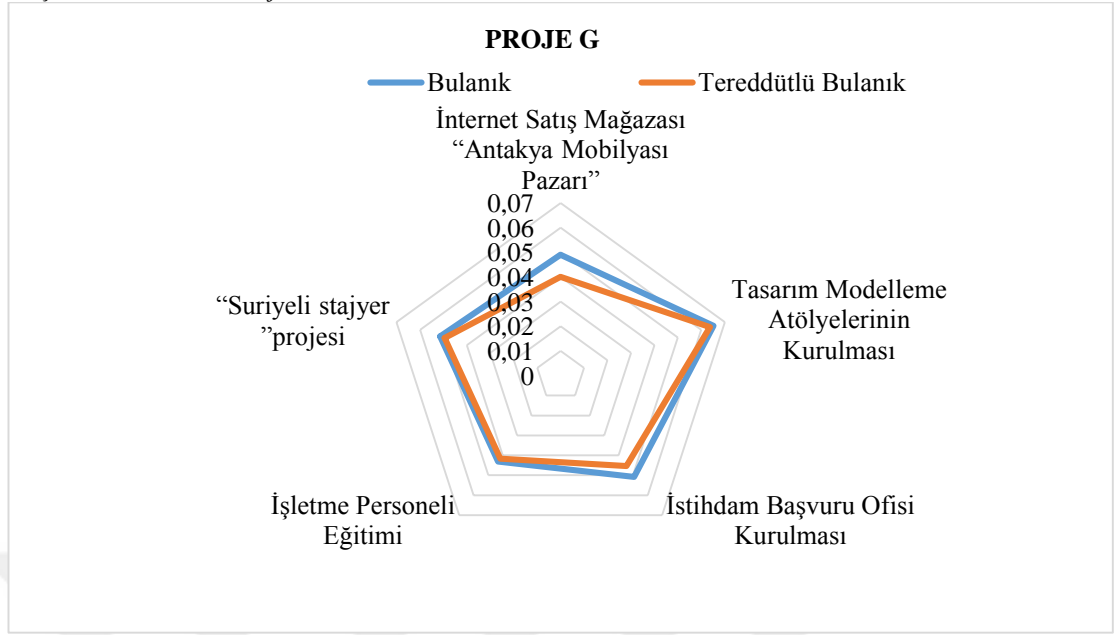 PROJE G
Bulanık
Tereddütlü Bulanık
İnternet Satış Mağazası
“Antakya Mobilyası
Pazarı”
0,07
0,06
0,05
0,04
0,03
0,02
0,01
0
Tasarım Modelleme
Atölyelerinin
Kurulması
“Suriyeli stajyer
”projesi
İşletme Personeli
Eğitimi
İstihdam Başvuru Ofisi
Kurulması